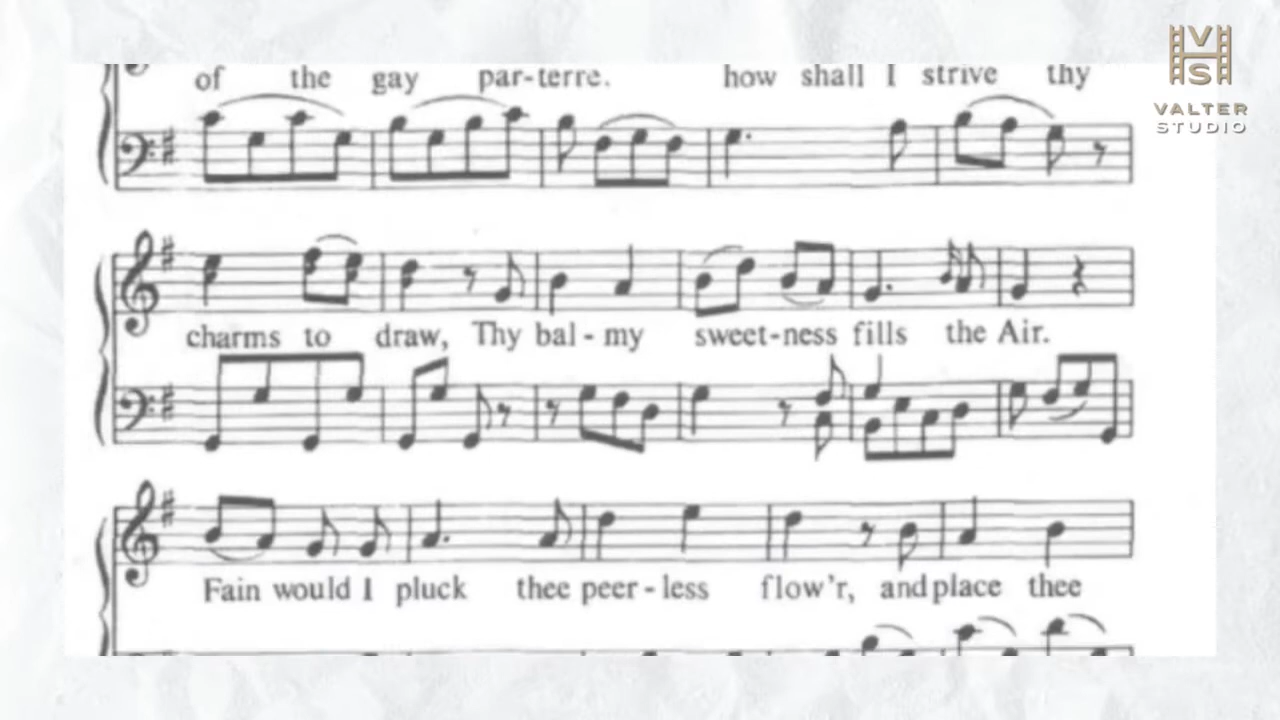 of the gay par-terre. how shall I strive thy
VALTER
STUDIO
charms to draw, Thy bal-my sweet-ness fills the Air.
Fain would I pluck thee peer-less flow'r, and place thee